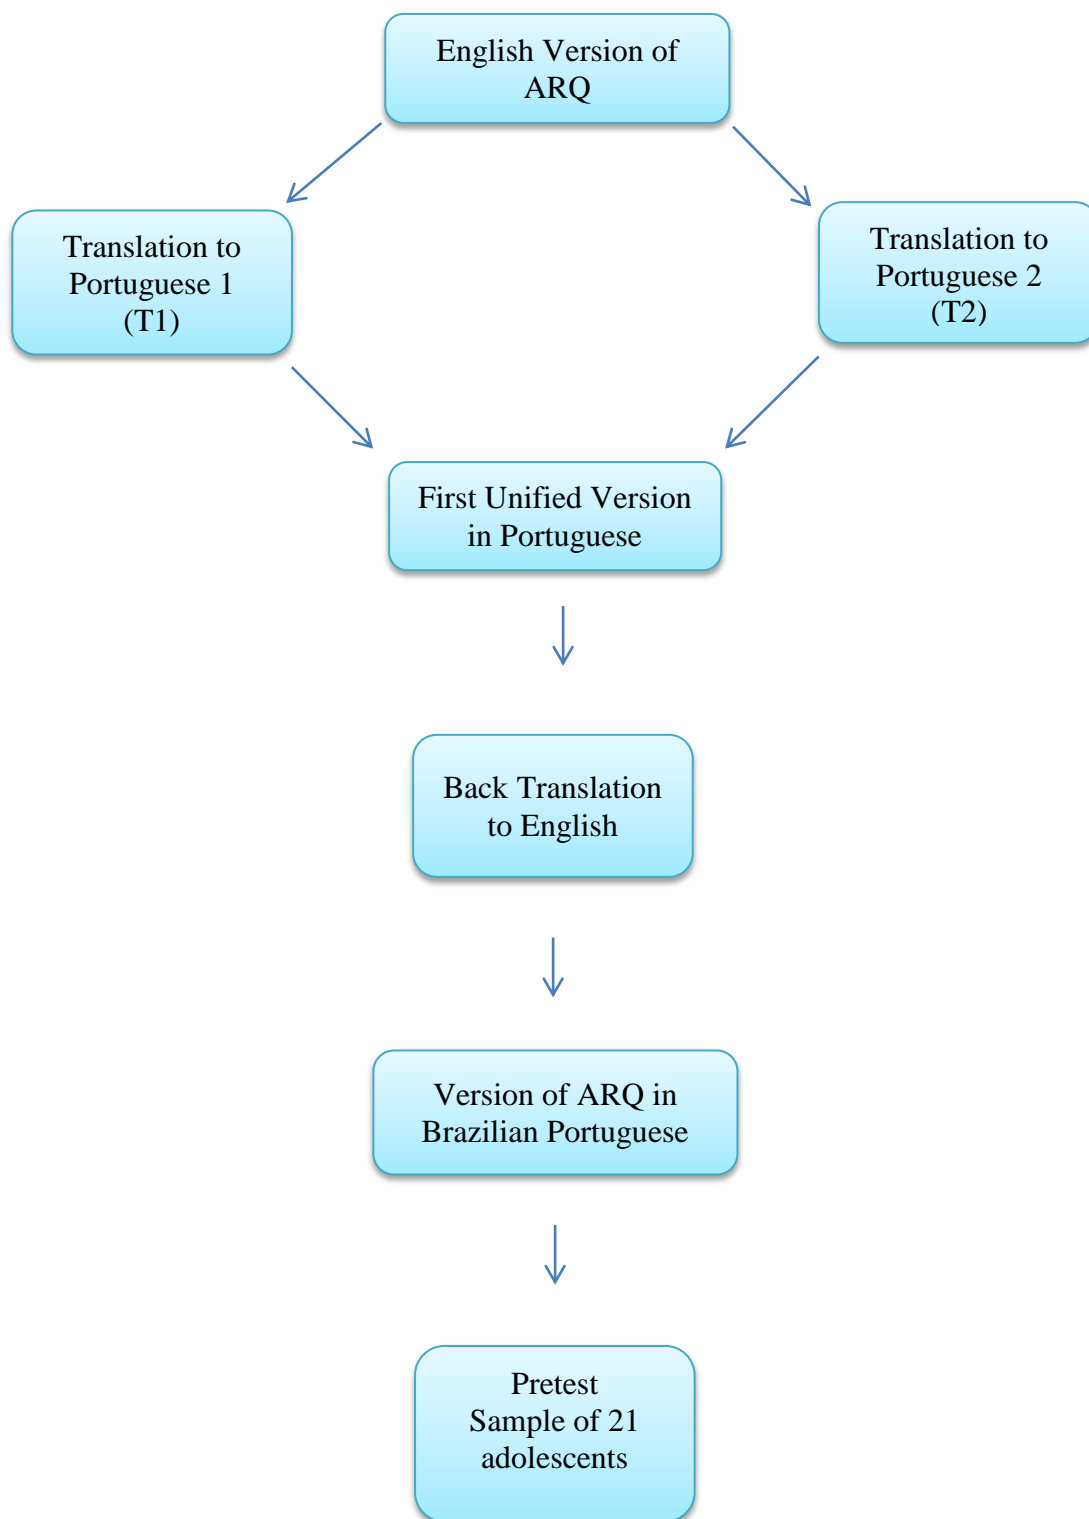 English Version of
ARQ
Translation to
Portuguese 1
(T1)
Translation to
Portuguese 2
(T2)
First Unified Version
in Portuguese
Back Translation
to English
Version of ARQ in
Brazilian Portuguese
Pretest
Sample of 21
adolescents